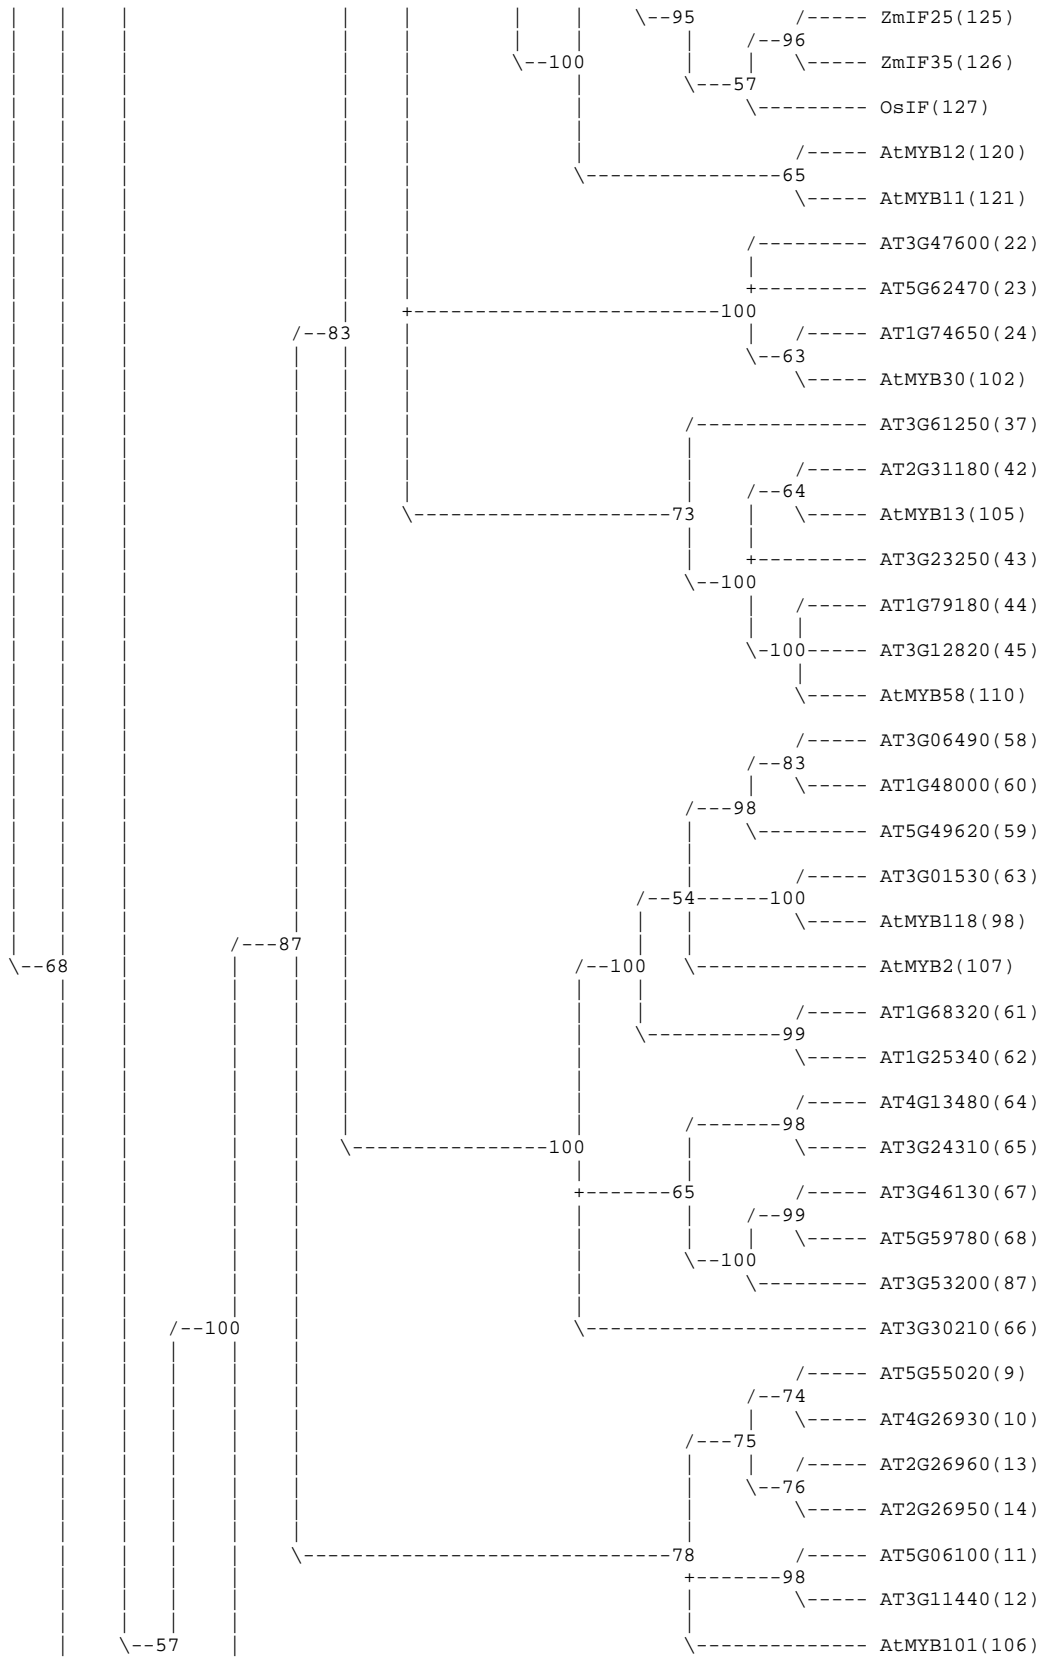 \--95 /----- ZmIF25(125)
/--96
\--100 \----- ZmIF35(126)
\---57
\--------- OsIF(127)
/----- AtMYB12(120)
\----------------65
\----- AtMYB11(121)
/--------- AT3G47600(22)
+--------- AT5G62470(23)
+-------------------------100
/--83 /----- AT1G74650(24)
\--63
\----- AtMYB30(102)
/-------------- AT3G61250(37)
/----- AT2G31180(42)
/--64
\---------------------73 \----- AtMYB13(105)
+--------- AT3G23250(43)
\--100
/----- AT1G79180(44)
\-100----- AT3G12820(45)
\----- AtMYB58(110)
/----- AT3G06490(58)
/--83
\----- AT1G48000(60)
/---98
\--------- AT5G49620(59)
/----- AT3G01530(63)
/--54------100
\----- AtMYB118(98)
/---87
\--68 /--100 \-------------- AtMYB2(107)
/----- AT1G68320(61)
\-----------99
\----- AT1G25340(62)
/----- AT4G13480(64)
/-------98
\----------------100 \----- AT3G24310(65)
+-------65 /----- AT3G46130(67)
/--99
\----- AT5G59780(68)
\--100
\--------- AT3G53200(87)
/--100 \----------------------- AT3G30210(66)
/----- AT5G55020(9)
/--74
\----- AT4G26930(10)
/---75
/----- AT2G26960(13)
\--76
\----- AT2G26950(14)
\------------------------------78 /----- AT5G06100(11)
+-------98
\----- AT3G11440(12)
\--57 \-------------- AtMYB101(106)